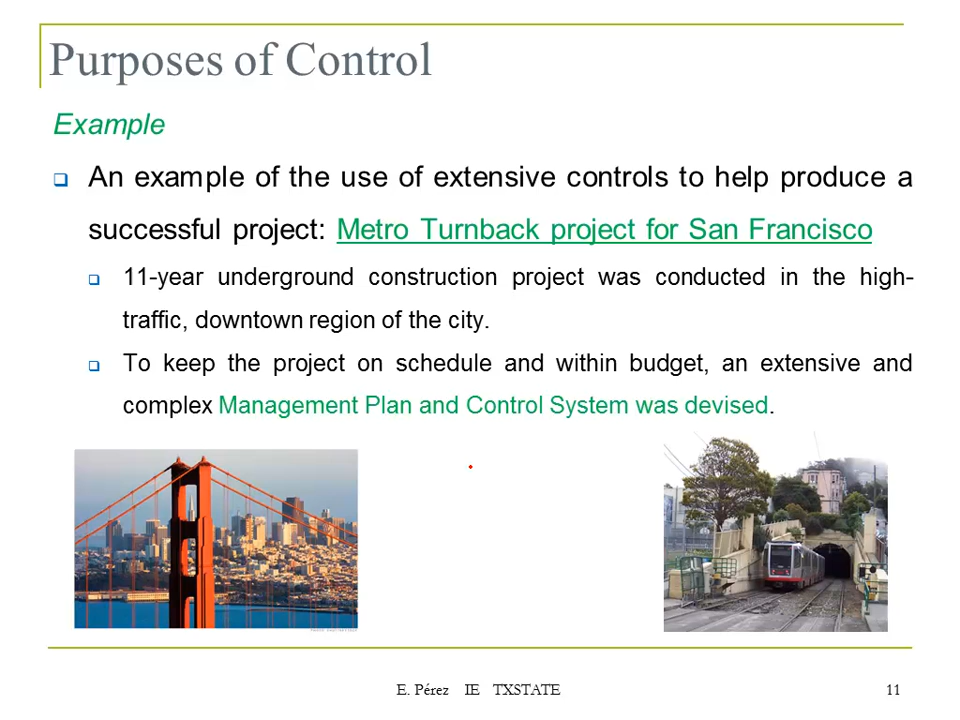 Purposes of Control
Example
An example of the use of extensive controls to help produce a
successful project: Metro Turnback project for San Francisco
11-year underground construction project was conducted in the high-
traffic, downtown region of the city.
To keep the project on schedule and within budget, an extensive and
complex Management Plan and Control System was devised.
E. Pérez IE TXSTATE
11